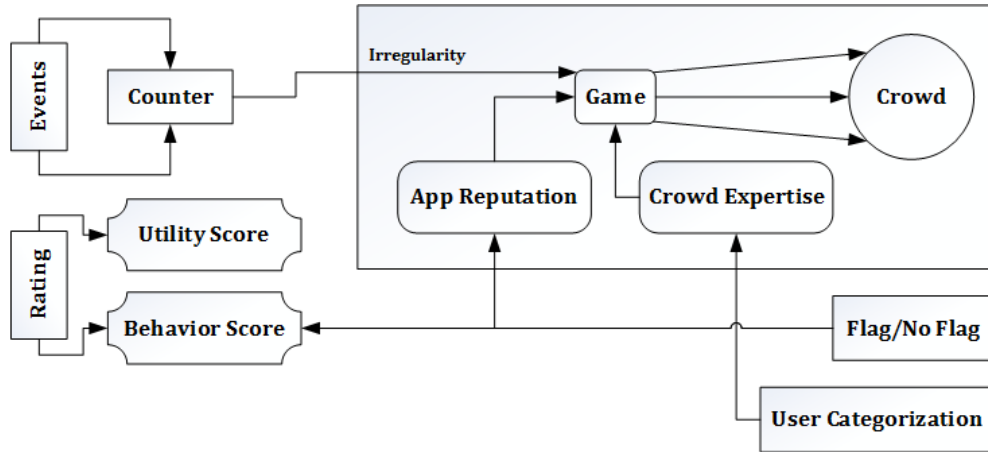 Events
Counter
Irregularity
Game
Crowd
App Reputation
Crowd Expertise
Rating
Utility Score
Behavior Score
Flag/No Flag
User Categorization